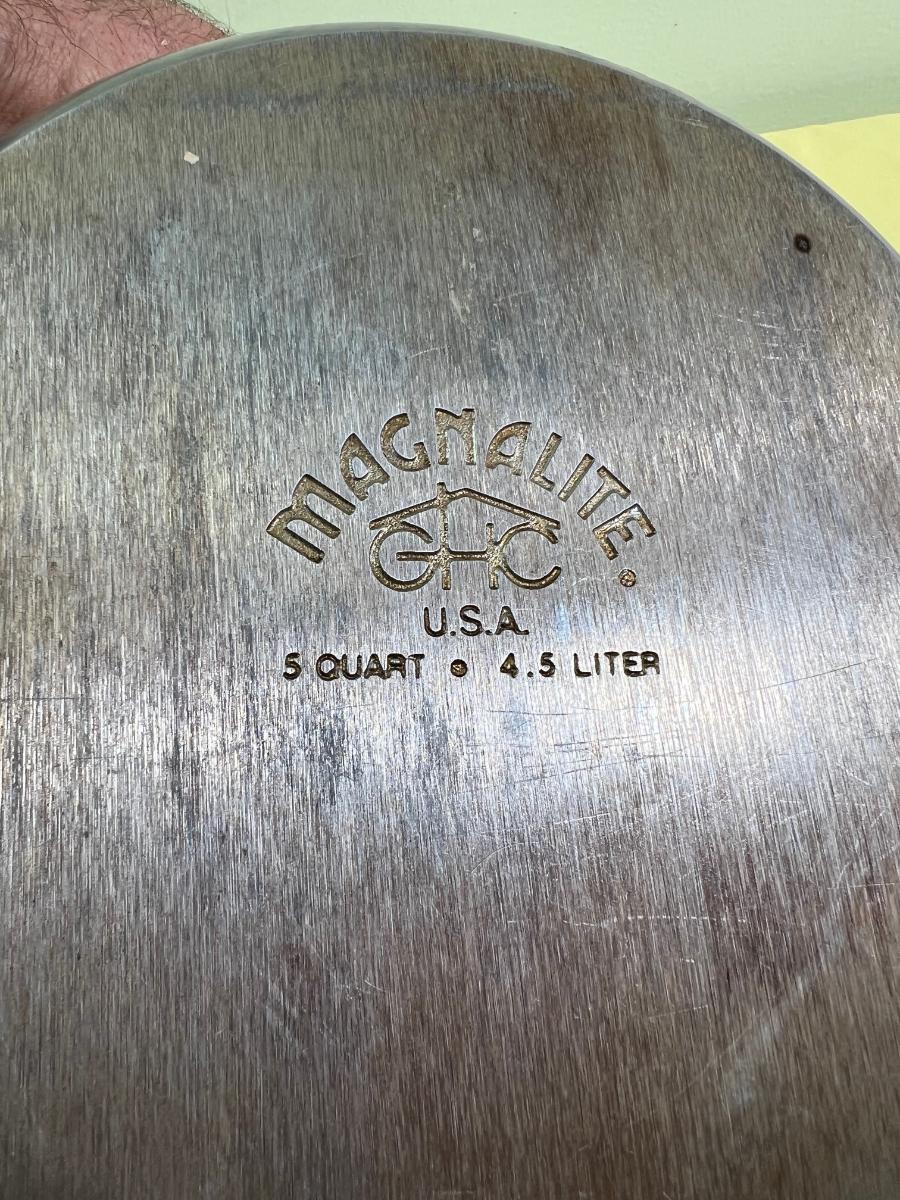 MAGNALITE
GHC
U.S.A.
5 QUART • 4.5 LITER